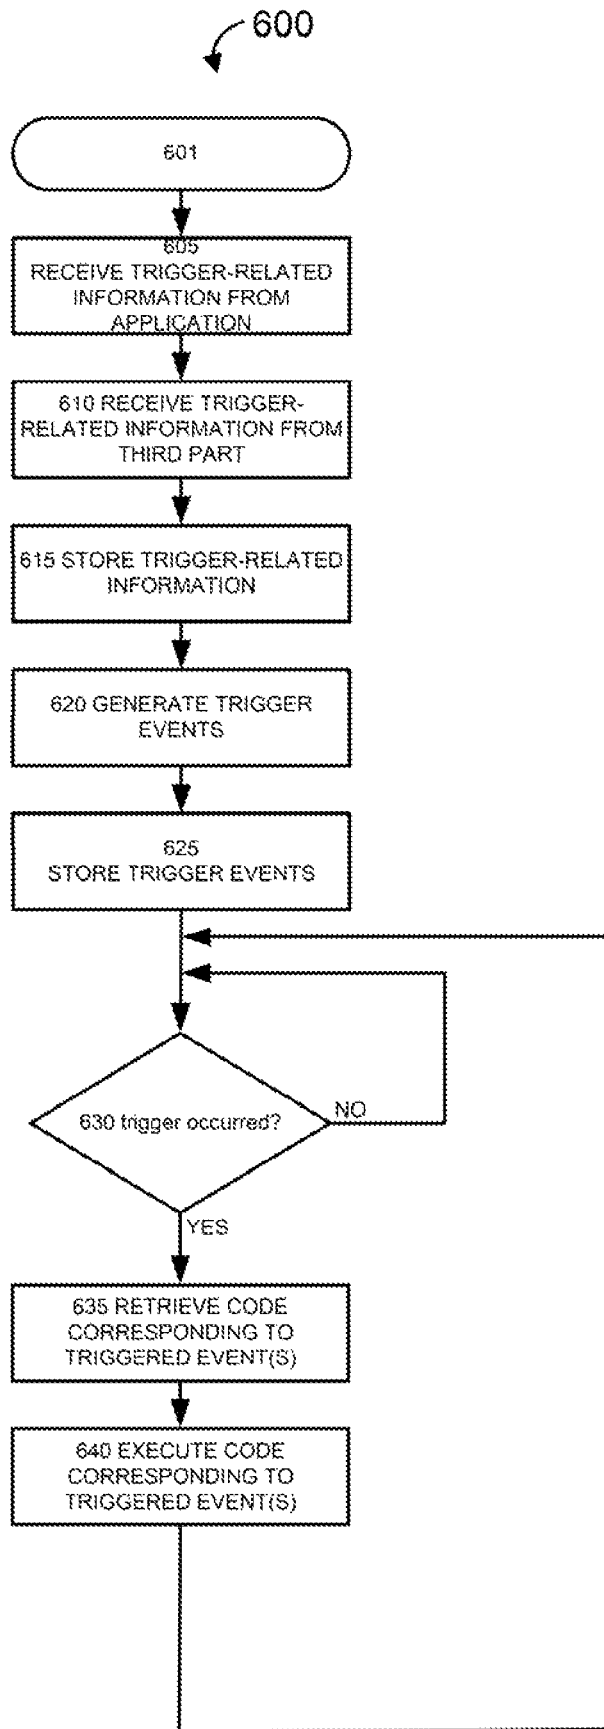 600
601
605
RECEIVE TRIGGER-RELATED
INFORMATION FROM
APPLICATION
610 RECEIVE TRIGGER-
RELATED INFORMATION FROM
THIRD PART
615 STORE TRIGGER-RELATED
INFORMATION
620 GENERATE TRIGGER
EVENTS
625
STORE TRIGGER EVENTS
630 trigger occurred?
NO
YES
635 RETRIEVE CODE
CORRESPONDING TO
TRIGGERED EVENT(S)
640 EXECUTE CODE
CORRESPONDING TO
TRIGGERED EVENT(S)